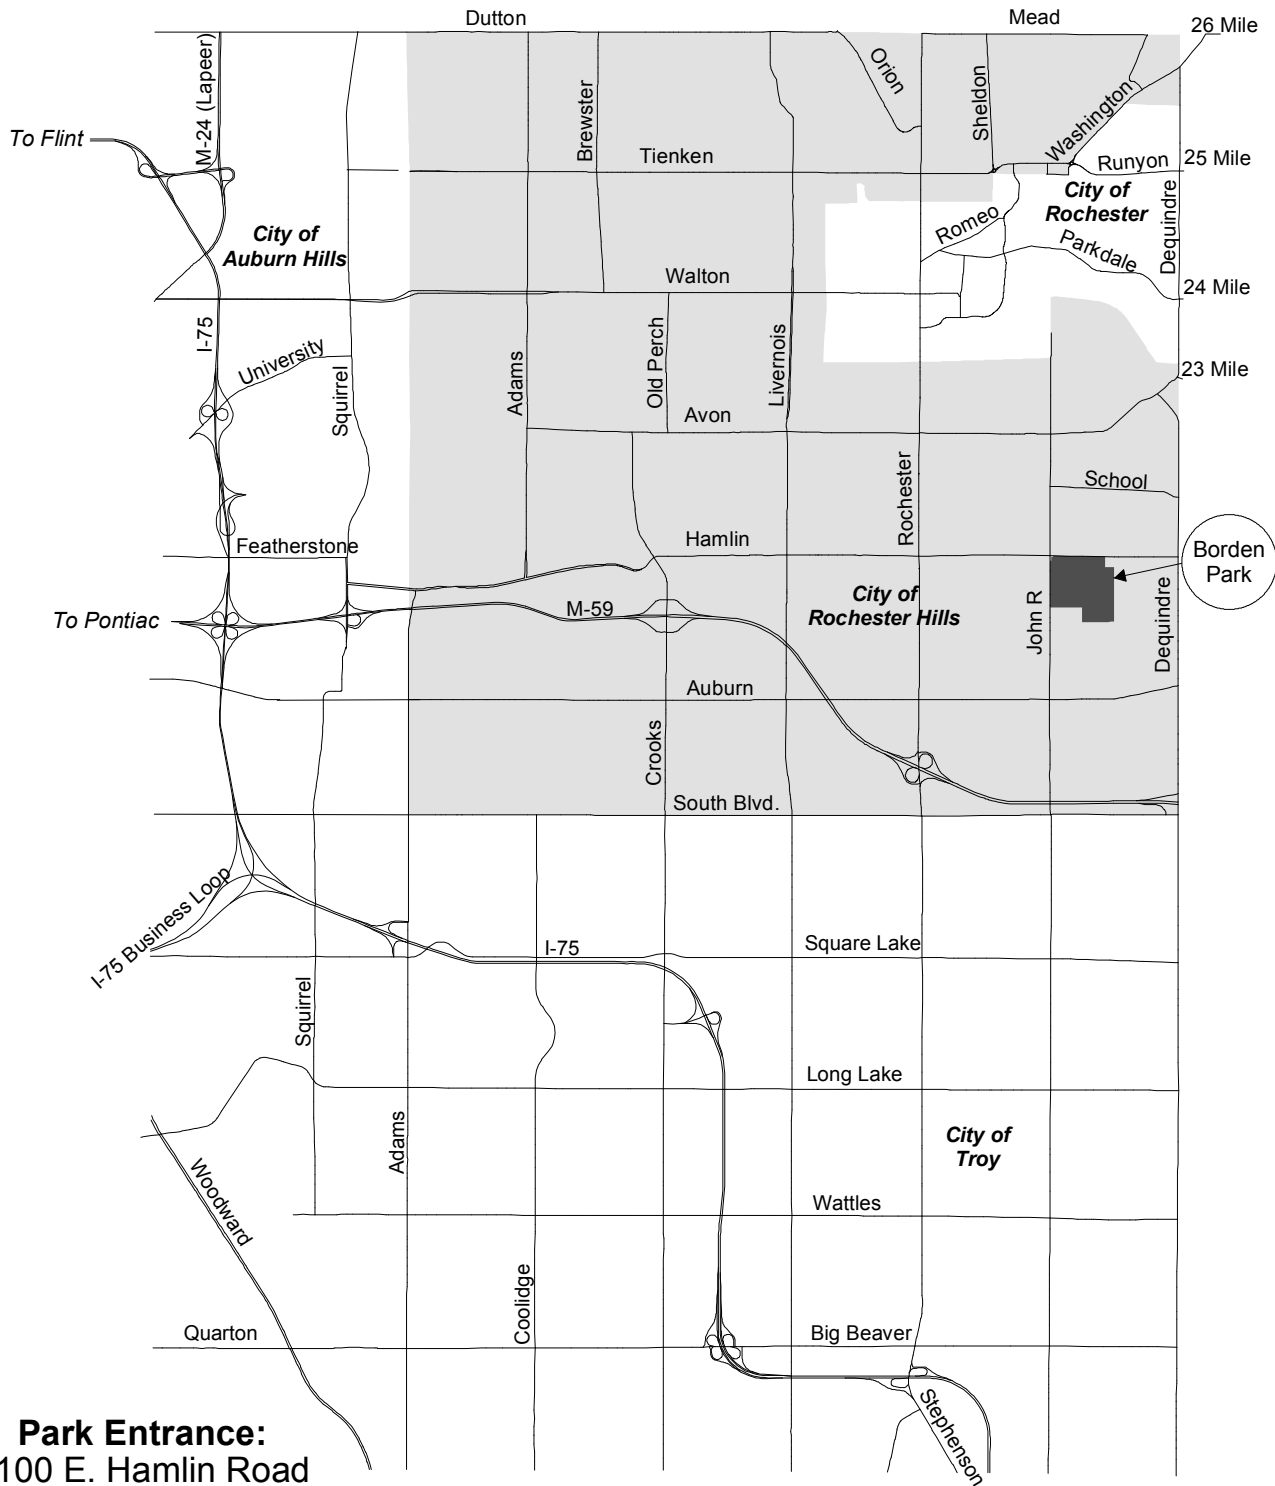 Dutton
Mead
26 Mile
M-24 (Lapeer)
Orion
Brewster
Sheldon
Washington
To Flint
Tienken
Runyon
25 Mile
City of
Rochester
Dequindre
City of
Auburn Hills
Romeo
Parkdale
Walton
24 Mile
I-75
University
Squirrel
Adams
Old Perch
Livernois
23 Mile
Avon
Rochester
School
Featherstone
Hamlin
Borden
Park
To Pontiac
M-59
City of
Rochester Hills
John R
Dequindre
Auburn
Crooks
South Blvd.
I-75 Business Loop
I-75
Square Lake
Squirrel
Long Lake
Adams
City of
Troy
Woodward
Wattles
Coolidge
Quarton
Big Beaver
Stephenson
Park Entrance:
100 E. Hamlin Road